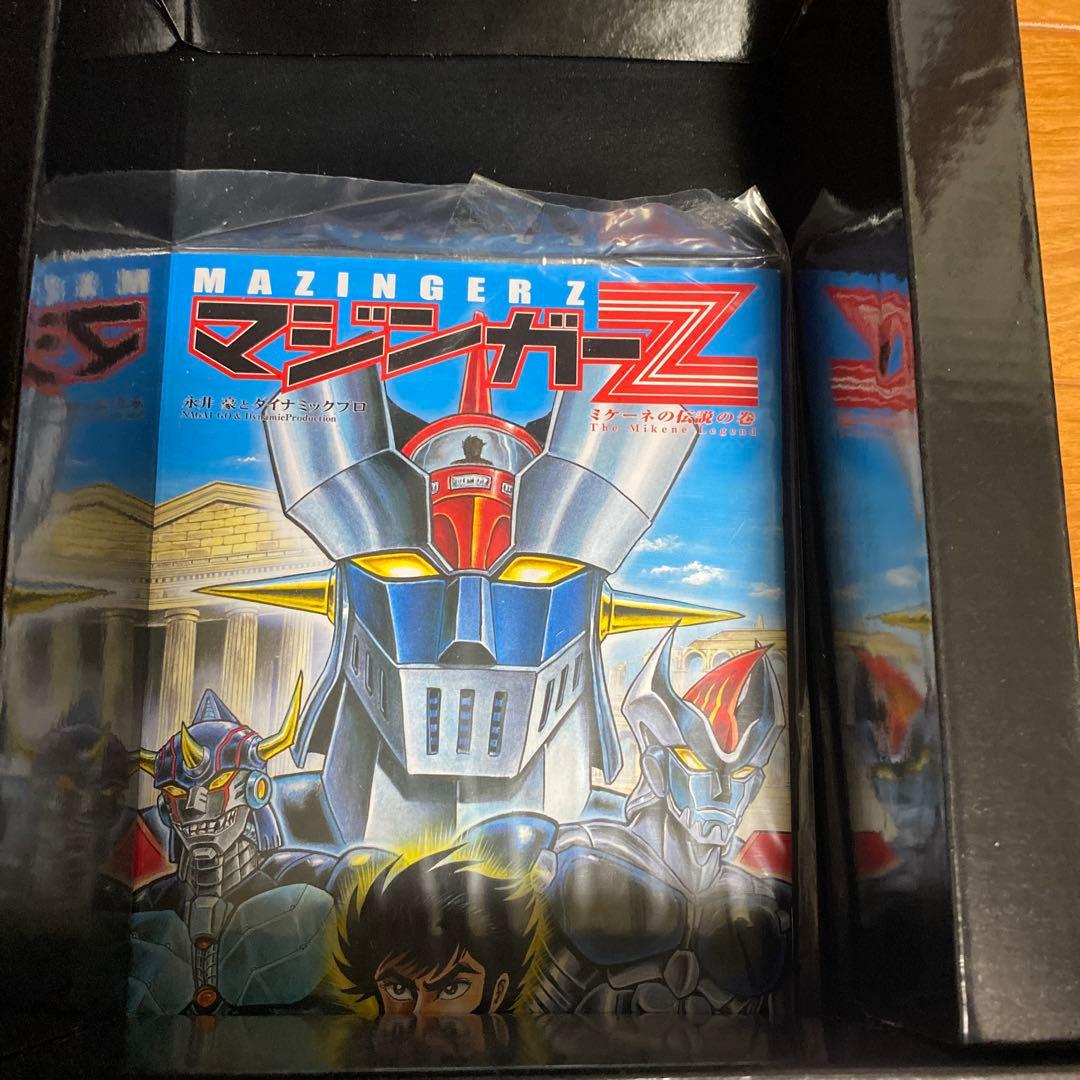 MAZINGER Z
マジンガーZ
永井 豪とダイナミックプロ
NAGAI GO & DynamicProduction
ミケーネの伝説の巻
The Mikene Legend